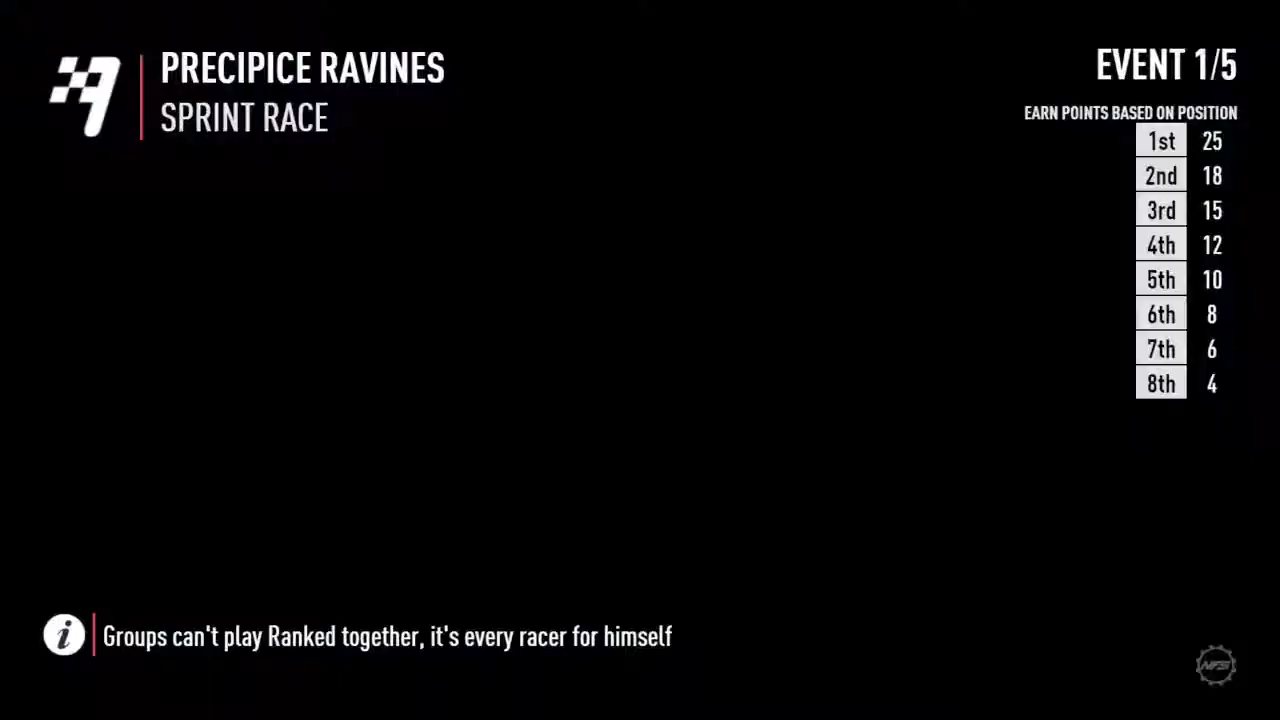 PRECIPICE RAVINES
SPRINT RACE
EVENT 1/5
EARN POINTS BASED ON POSITION
1st 25
2nd 18
3rd 15
4th 12
5th 10
6th 8
7th 6
8th 4
Groups can't play Ranked together, it's every racer for himself
NFS